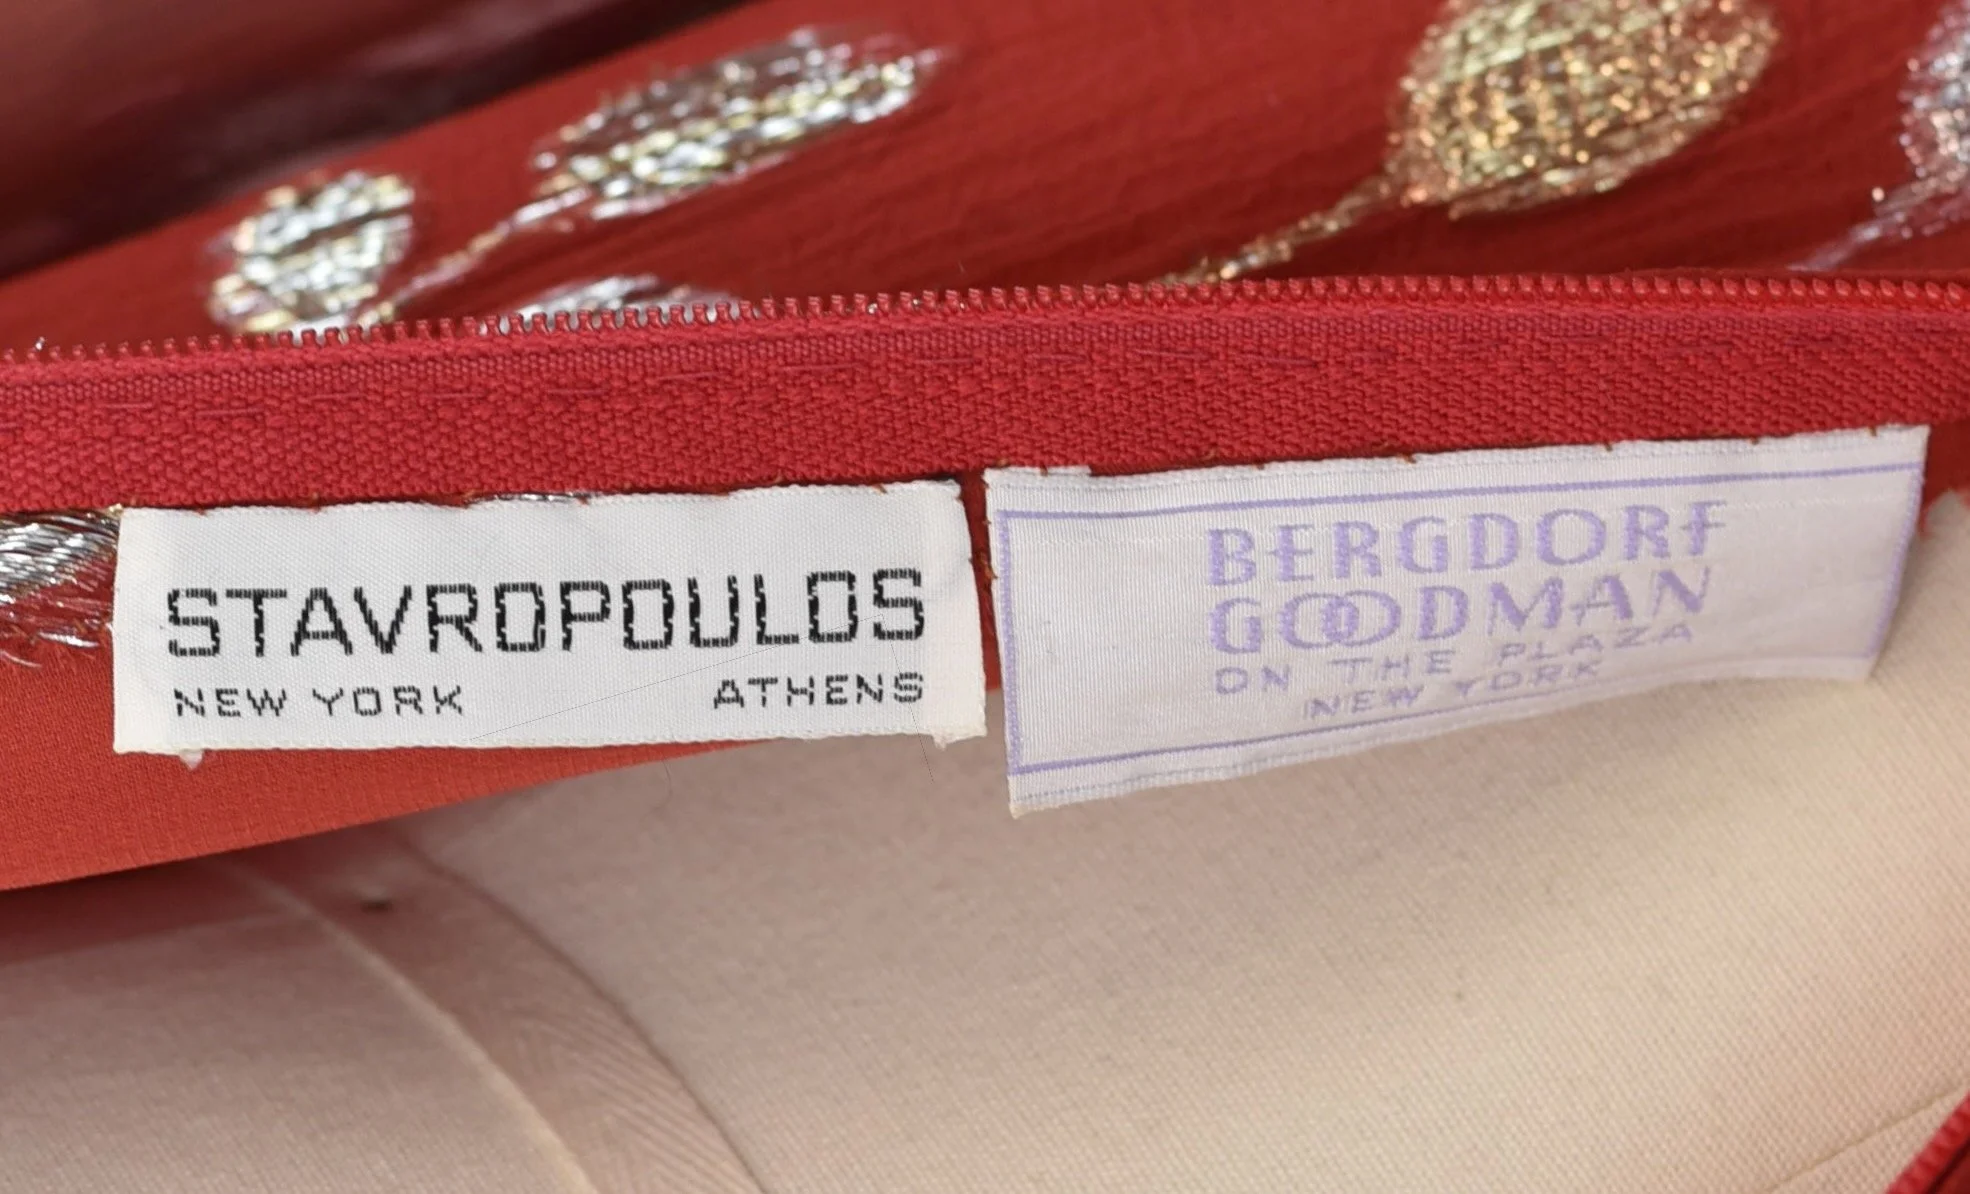 STAVROPOULOS
NEW YORK ATHENS
BERGDORF
GOODMAN
ON THE PLAZA
NEW YORK